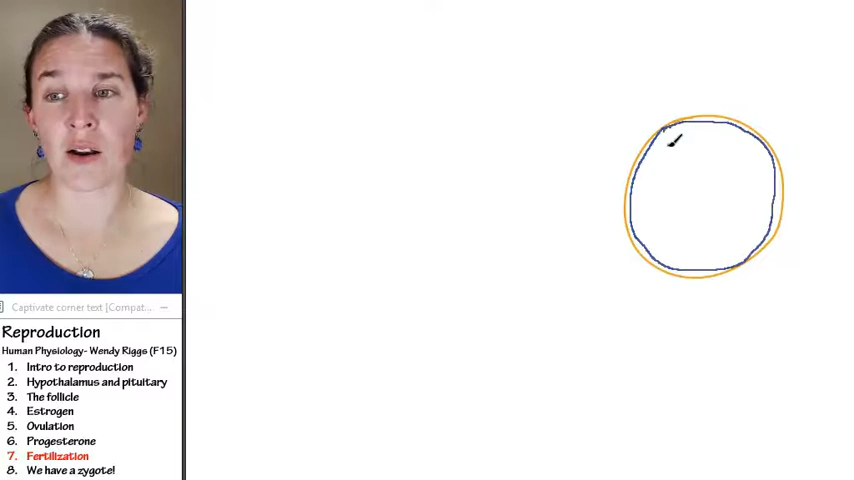 Captivate corner text [Compat...
Reproduction
Human Physiology- Wendy Riggs (F15)
1. Intro to reproduction
2. Hypothalamus and pituitary
3. The follicle
4. Estrogen
5. Ovulation
6. Progesterone
7. Fertilization
8. We have a zygote!